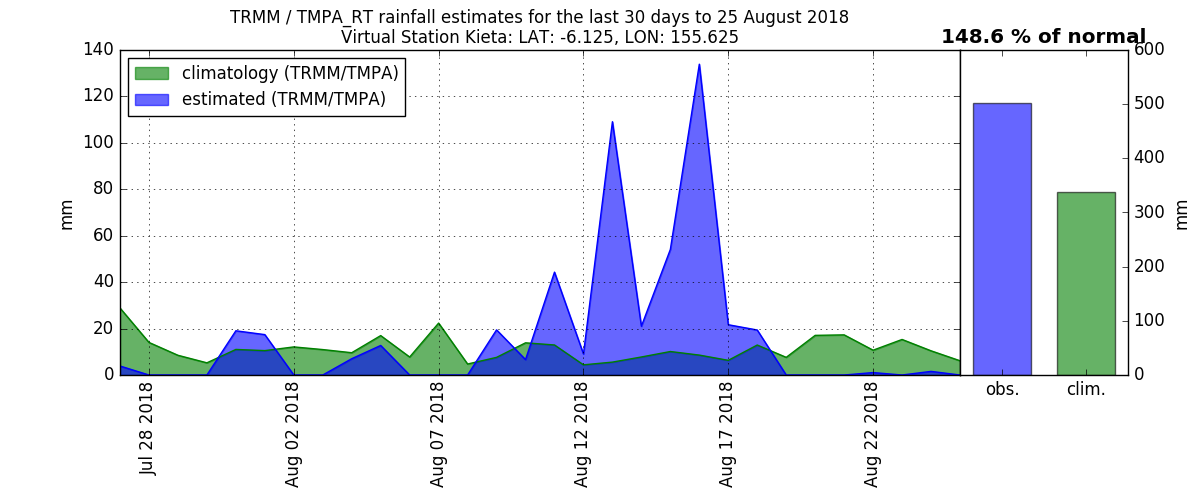 TRMM / TMPA_RT rainfall estimates for the last 30 days to 25 August 2018
Virtual Station Kieta: LAT: -6.125, LON: 155.625
148.6 % of normal
climatology (TRMM/TMPA)
estimated (TRMM/TMPA)
mm
140
120
100
80
60
40
20
0
Jul 28 2018
Aug 02 2018
Aug 07 2018
Aug 12 2018
Aug 17 2018
Aug 22 2018
600
500
400
300
200
100
0
mm
obs.
clim.